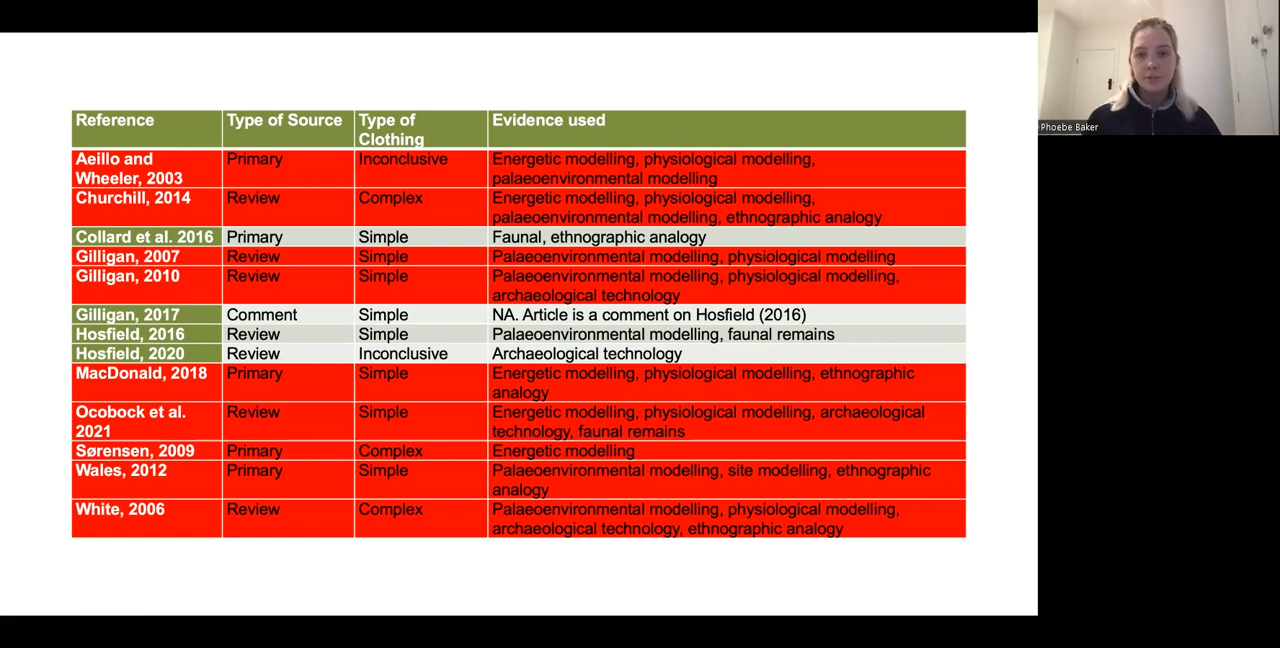 Reference Type of Source Type of Clothing Evidence used
Aeillo and Wheeler, 2003 Primary Inconclusive Energetic modelling, physiological modelling, palaeoenvironmental modelling
Churchill, 2014 Review Complex Energetic modelling, physiological modelling, palaeoenvironmental modelling, ethnographic analogy
Collard et al. 2016 Primary Simple Faunal, ethnographic analogy
Gilligan, 2007 Review Simple Palaeoenvironmental modelling, physiological modelling
Gilligan, 2010 Review Simple Palaeoenvironmental modelling, physiological modelling, archaeological technology
Gilligan, 2017 Comment Simple NA. Article is a comment on Hosfield (2016)
Hosfield, 2016 Review Simple Palaeoenvironmental modelling, faunal remains
Hosfield, 2020 Review Inconclusive Archaeological technology
MacDonald, 2018 Primary Simple Energetic modelling, physiological modelling, ethnographic analogy
Ocobock et al. 2021 Review Simple Energetic modelling, physiological modelling, archaeological technology, faunal remains
Sørensen, 2009 Primary Complex Energetic modelling
Wales, 2012 Primary Simple Palaeoenvironmental modelling, site modelling, ethnographic analogy
White, 2006 Review Complex Palaeoenvironmental modelling, physiological modelling, archaeological technology, ethnographic analogy
Phoebe Baker